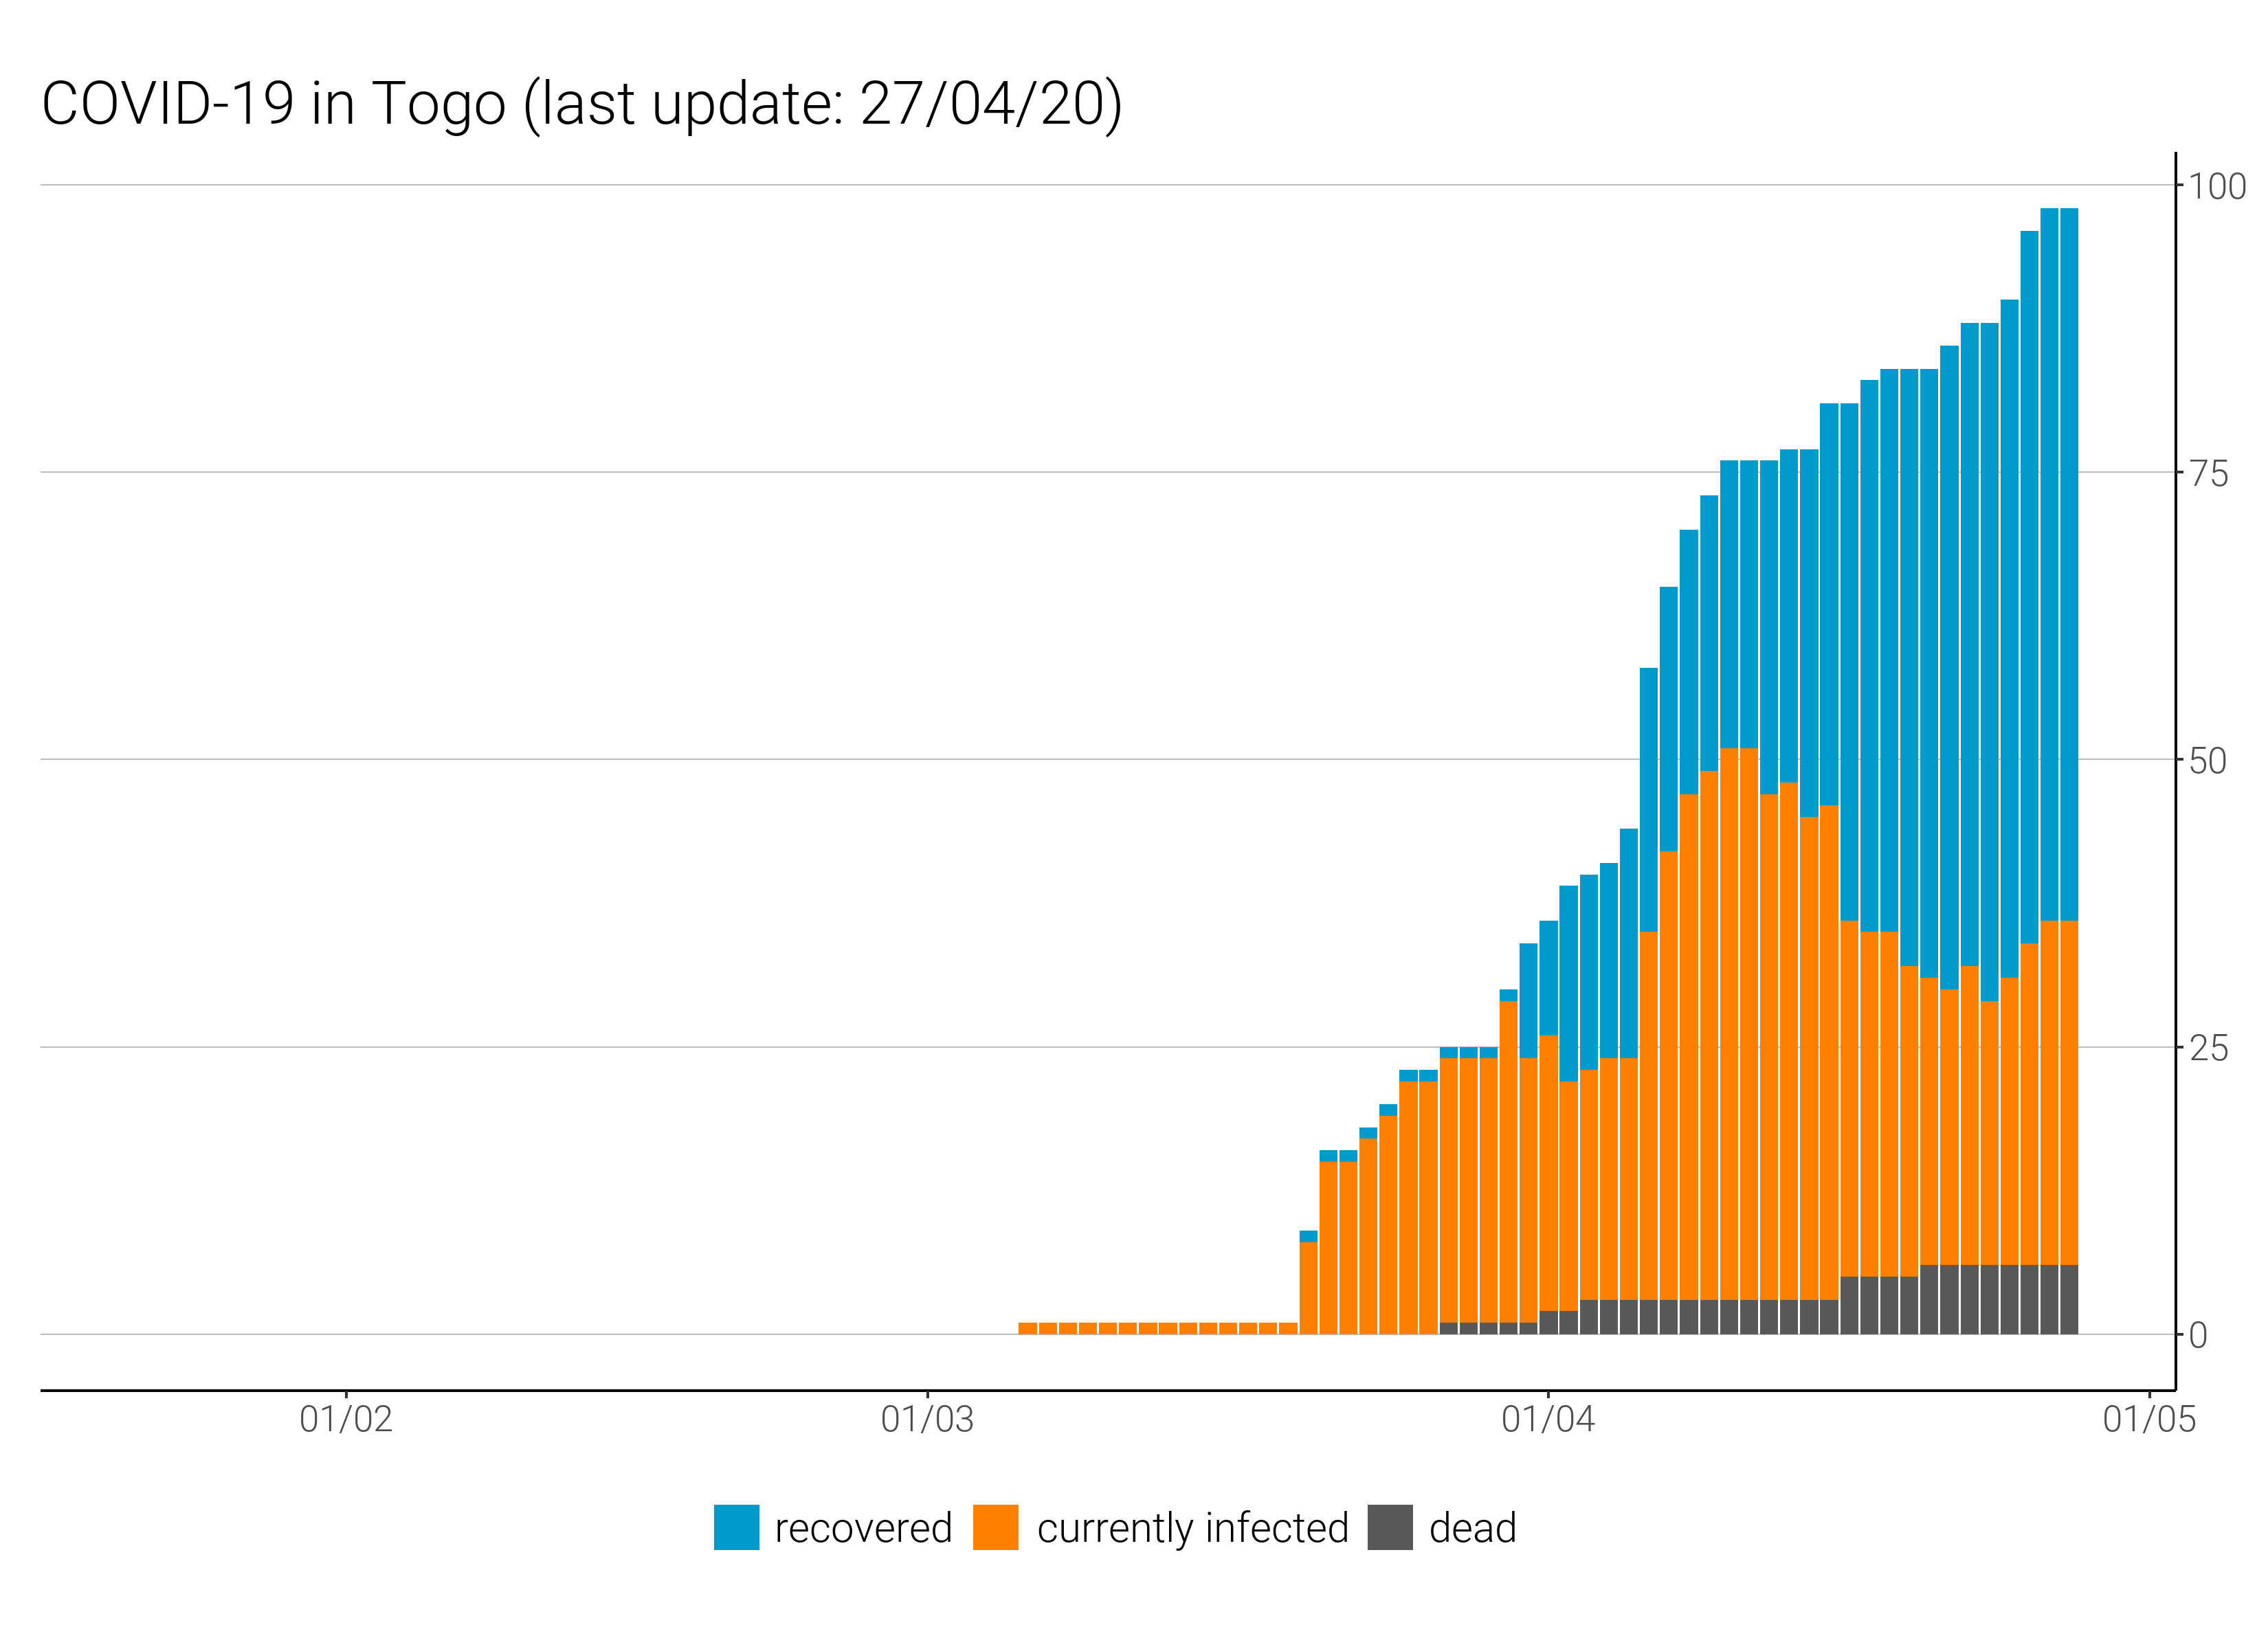 COVID-19 in Togo (last update: 27/04/20)
100
75
50
25
0
01/02 01/03 01/04 01/05
recovered currently infected dead